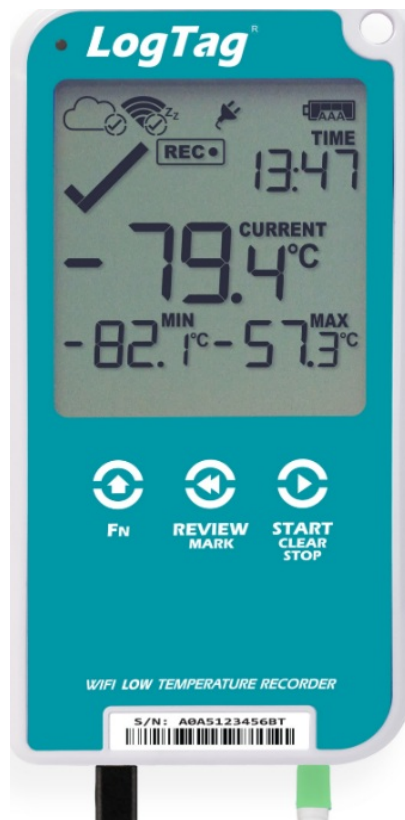 LogTag®
AAA
TIME
REC
13:47
CURRENT
-79.4°C
MIN MAX
-82.1°C -57.3°C
FN REVIEW START
MARK CLEAR
STOP
WIFI LOW TEMPERATURE RECORDER
S/N: A0A5123456BT